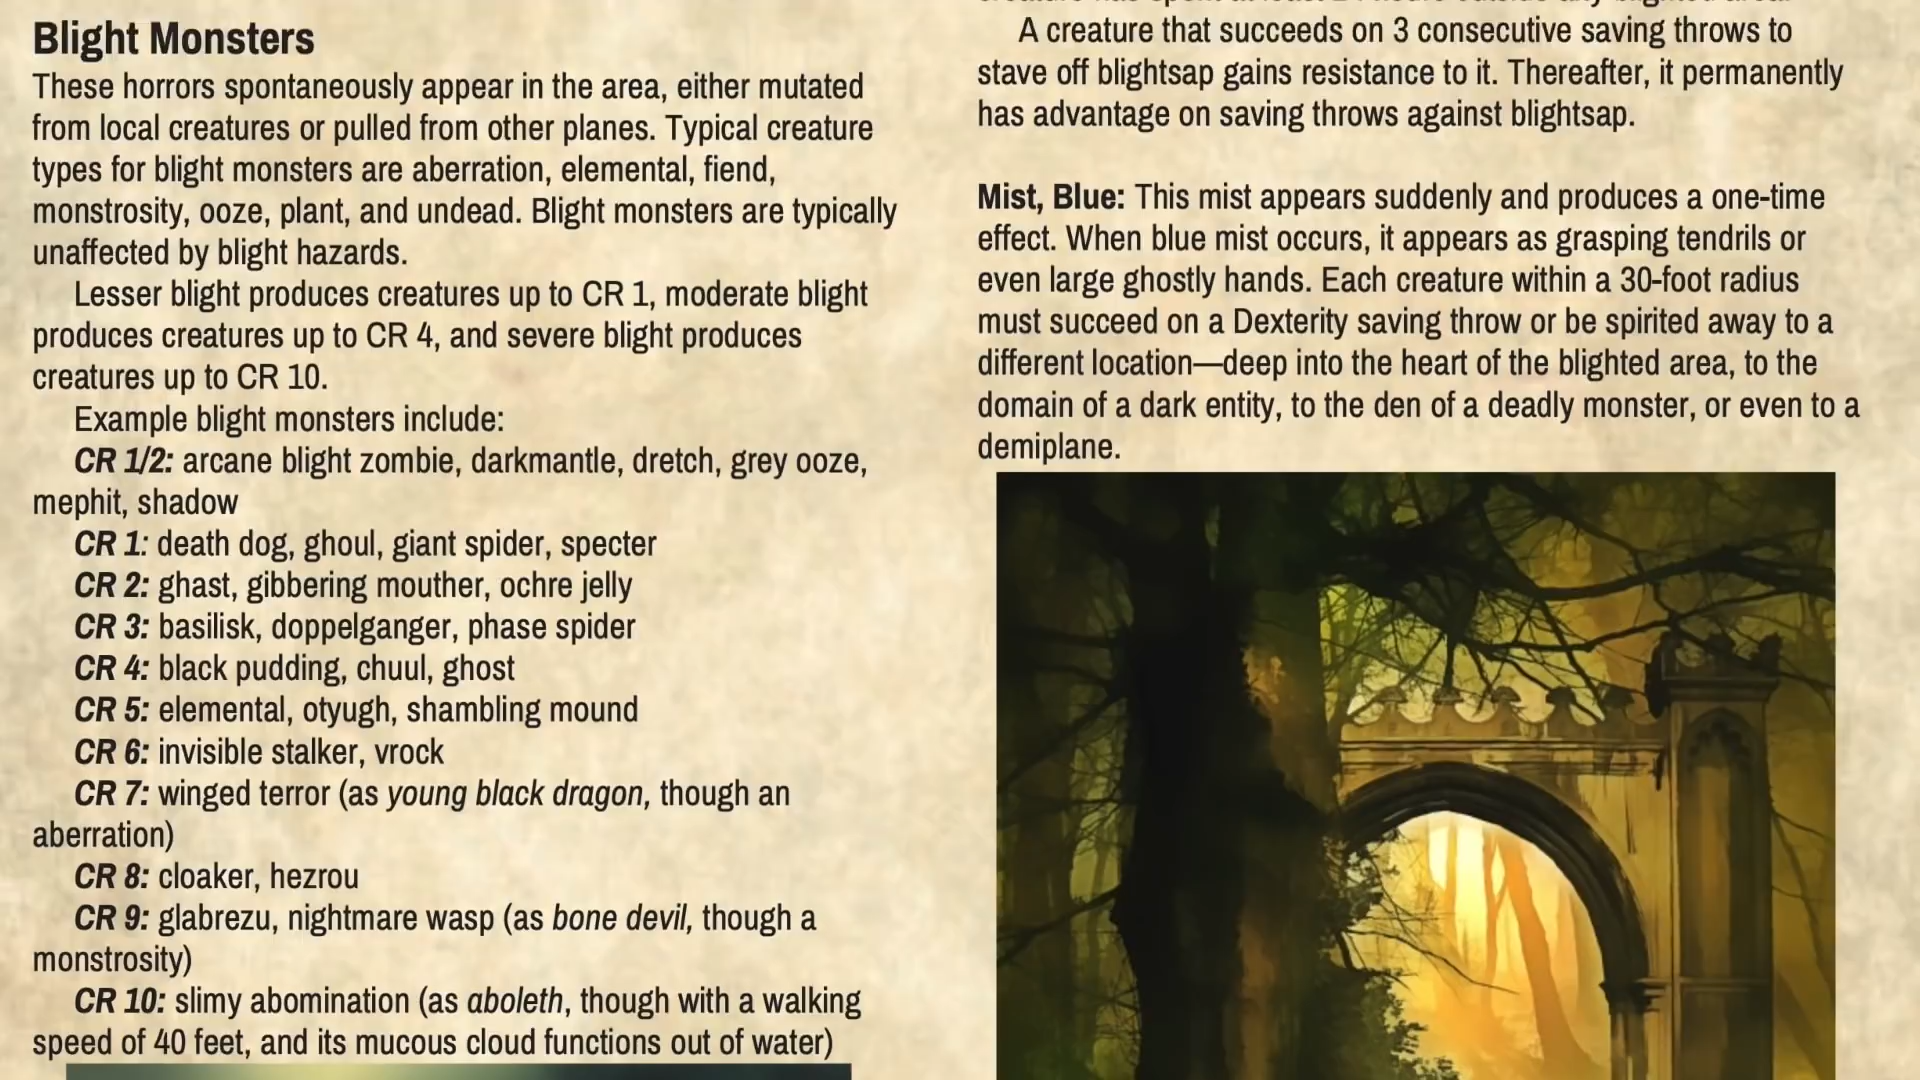 Blight Monsters
These horrors spontaneously appear in the area, either mutated
from local creatures or pulled from other planes. Typical creature
types for blight monsters are aberration, elemental, fiend,
monstrosity, ooze, plant, and undead. Blight monsters are typically
unaffected by blight hazards.
Lesser blight produces creatures up to CR 1, moderate blight
produces creatures up to CR 4, and severe blight produces
creatures up to CR 10.
Example blight monsters include:
CR 1/2: arcane blight zombie, darkmantle, dretch, grey ooze,
mephit, shadow
CR 1: death dog, ghoul, giant spider, specter
CR 2: ghast, gibbering mouther, ochre jelly
CR 3: basilisk, doppelganger, phase spider
CR 4: black pudding, chuul, ghost
CR 5: elemental, otyugh, shambling mound
CR 6: invisible stalker, vrock
CR 7: winged terror (as young black dragon, though an
aberration)
CR 8: cloaker, hezrou
CR 9: glabrezu, nightmare wasp (as bone devil, though a
monstrosity)
CR 10: slimy abomination (as aboleth, though with a walking
speed of 40 feet, and its mucous cloud functions out of water)
A creature that succeeds on 3 consecutive saving throws to
stave off blightsap gains resistance to it. Thereafter, it permanently
has advantage on saving throws against blightsap.
Mist, Blue: This mist appears suddenly and produces a one-time
effect. When blue mist occurs, it appears as grasping tendrils or
even large ghostly hands. Each creature within a 30-foot radius
must succeed on a Dexterity saving throw or be spirited away to a
different location—deep into the heart of the blighted area, to the
domain of a dark entity, to the den of a deadly monster, or even to a
demiplane.